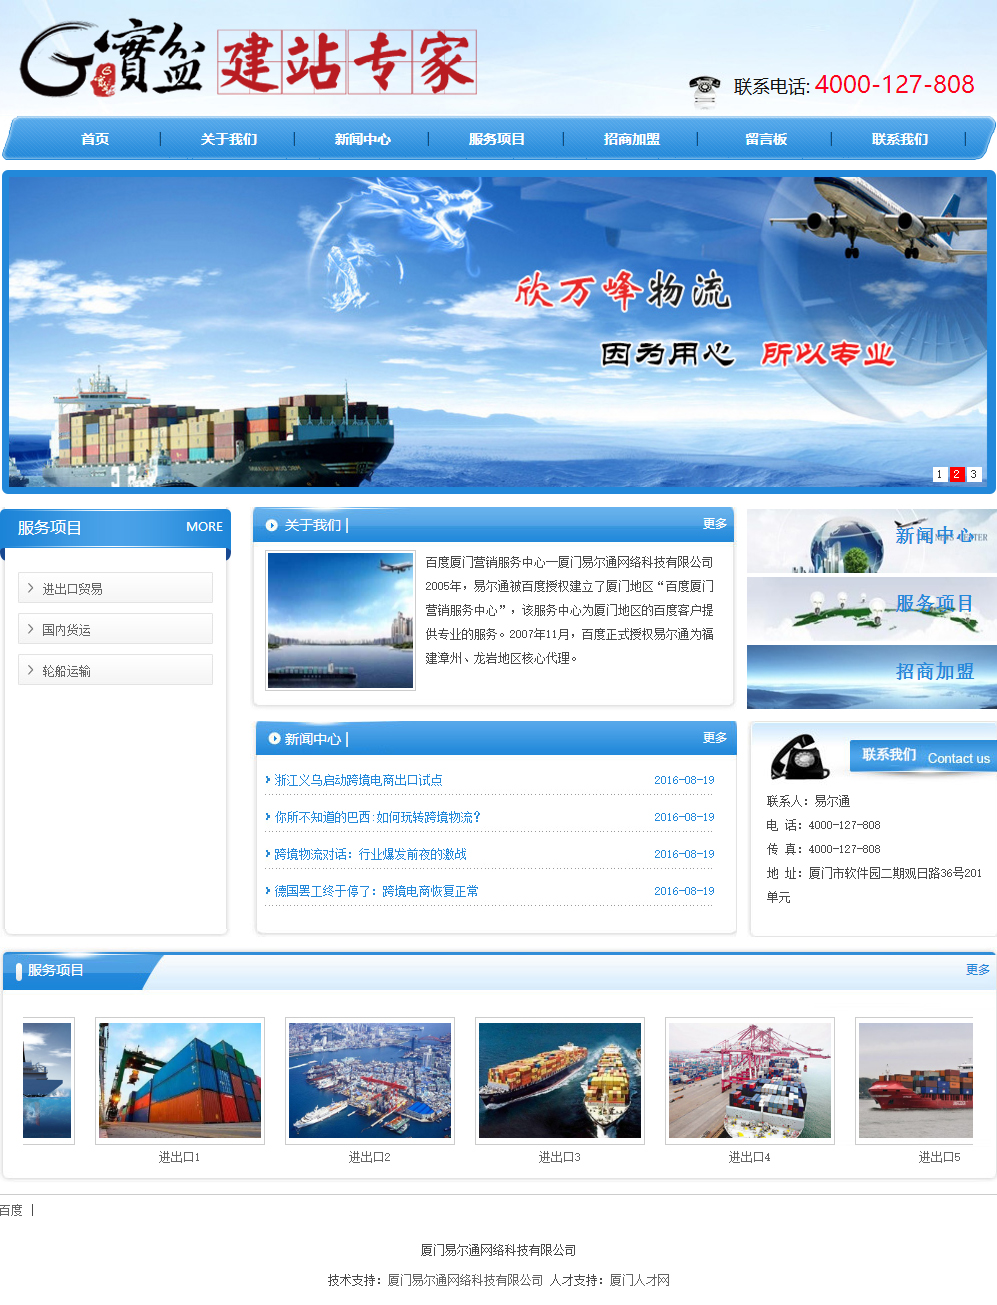 G寶盆 建站专家
联系电话: 4000-127-808
首页 关于我们 新闻中心 服务项目 招商加盟 留言板 联系我们
欣万峰物流
因为用心 所以专业
1 2 3
服务项目 MORE
进出口贸易
国内货运
轮船运输
关于我们 | 更多
百度厦门营销服务中心—厦门易尔通网络科技有限公司
2005年，易尔通被百度授权建立了厦门地区“百度厦门
营销服务中心”，该服务中心为厦门地区的百度客户提
供专业的服务。2007年11月，百度正式授权易尔通为福
建漳州、龙岩地区核心代理。
新闻中心 | 更多
浙江义乌启动跨境电商出口试点 2016-08-19
你所不知道的巴西:如何玩转跨境物流? 2016-08-19
跨境物流对话：行业爆发前夜的激战 2016-08-19
德国罢工终于停了：跨境电商恢复正常 2016-08-19
新闻中心 NEWS CENTER
服务项目
招商加盟
联系我们 Contact us
联系人：易尔通
电 话：4000-127-808
传 真：4000-127-808
地 址：厦门市软件园二期观日路36号201
单元
服务项目 更多
进出口1 进出口2 进出口3 进出口4 进出口5
百度 |
厦门易尔通网络科技有限公司
技术支持：厦门易尔通网络科技有限公司 人才支持：厦门人才网